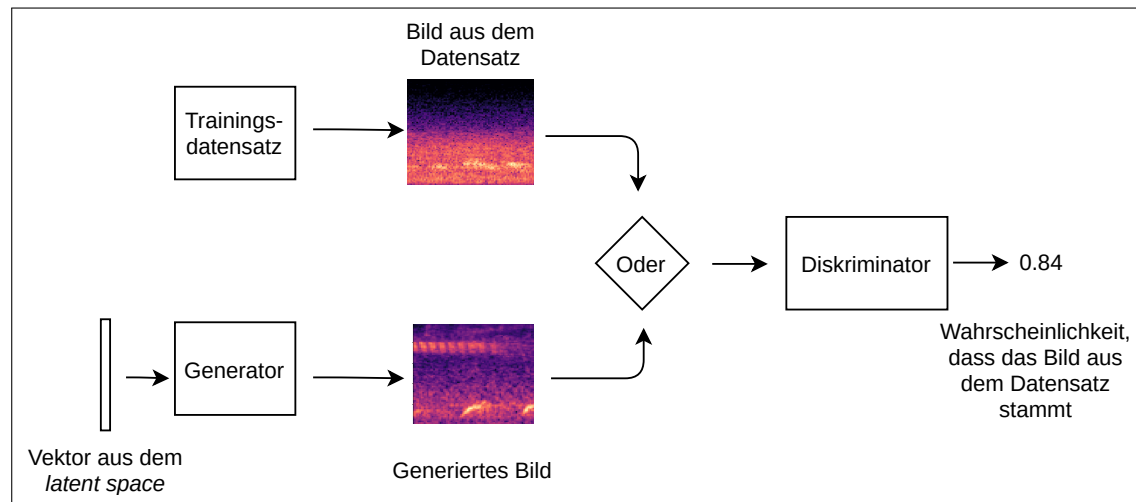 Bild aus dem
Datensatz
Trainings-
datensatz
Oder
Diskriminator
0.84
Wahrscheinlichkeit,
dass das Bild aus
dem Datensatz
stammt
Generator
Vektor aus dem
latent space
Generiertes Bild